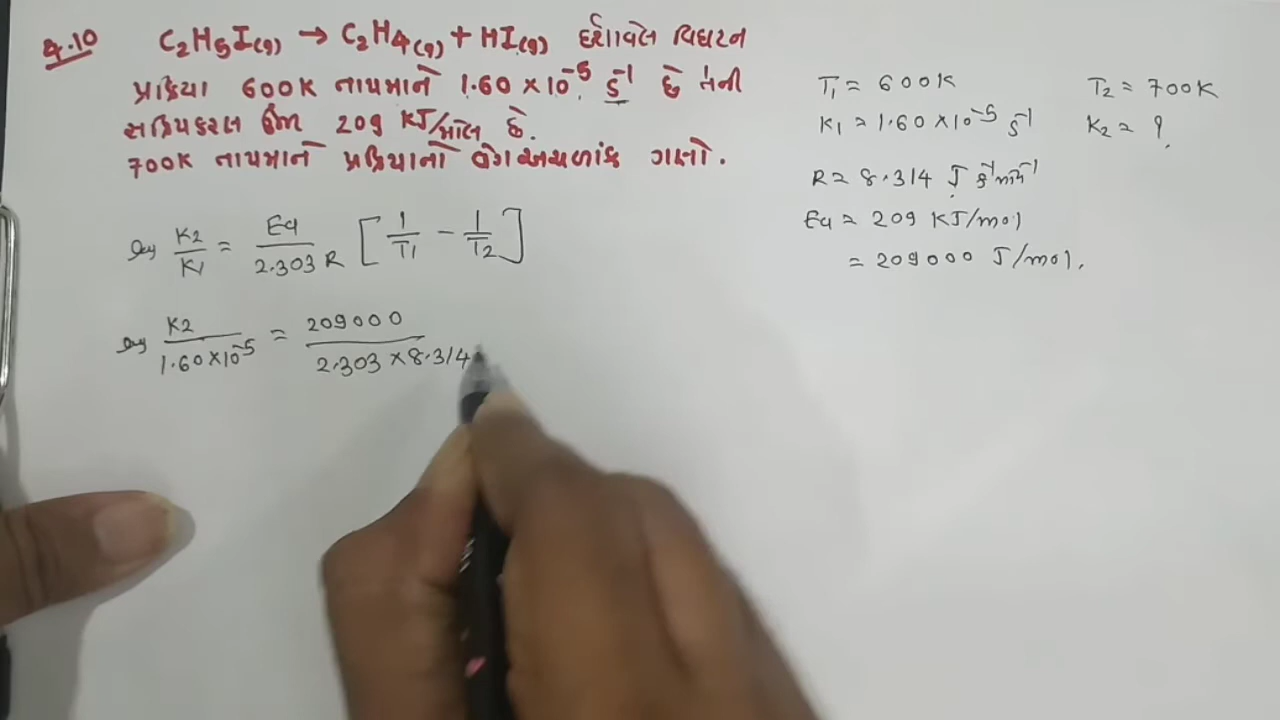 4.10 C₂H₅I(g) → C₂H₄(g) + HI(g) દર્શાવેલ વિઘટન
પ્રક્રિયા 600K તાપમાને 1.60 × 10⁻⁵ s⁻¹ છે તેની
સક્રિયકરણ ઊર્જા 209 KJ/મોલ છે.
700K તાપમાને પ્રક્રિયાનો વેગઅચળાંક ગણો.
T₁ = 600K
T₂ = 700K
K₁ = 1.60 × 10⁻⁵ s⁻¹
K₂ = ?
R = 8.314 J
Ea = 209 KJ/mol
= 209000 J/mol.
log K₂/K₁ = Ea/2.303 R [1/T₁ − 1/T₂]
log K₂/1.60×10⁻⁵ = 209000/2.303 × 8.314